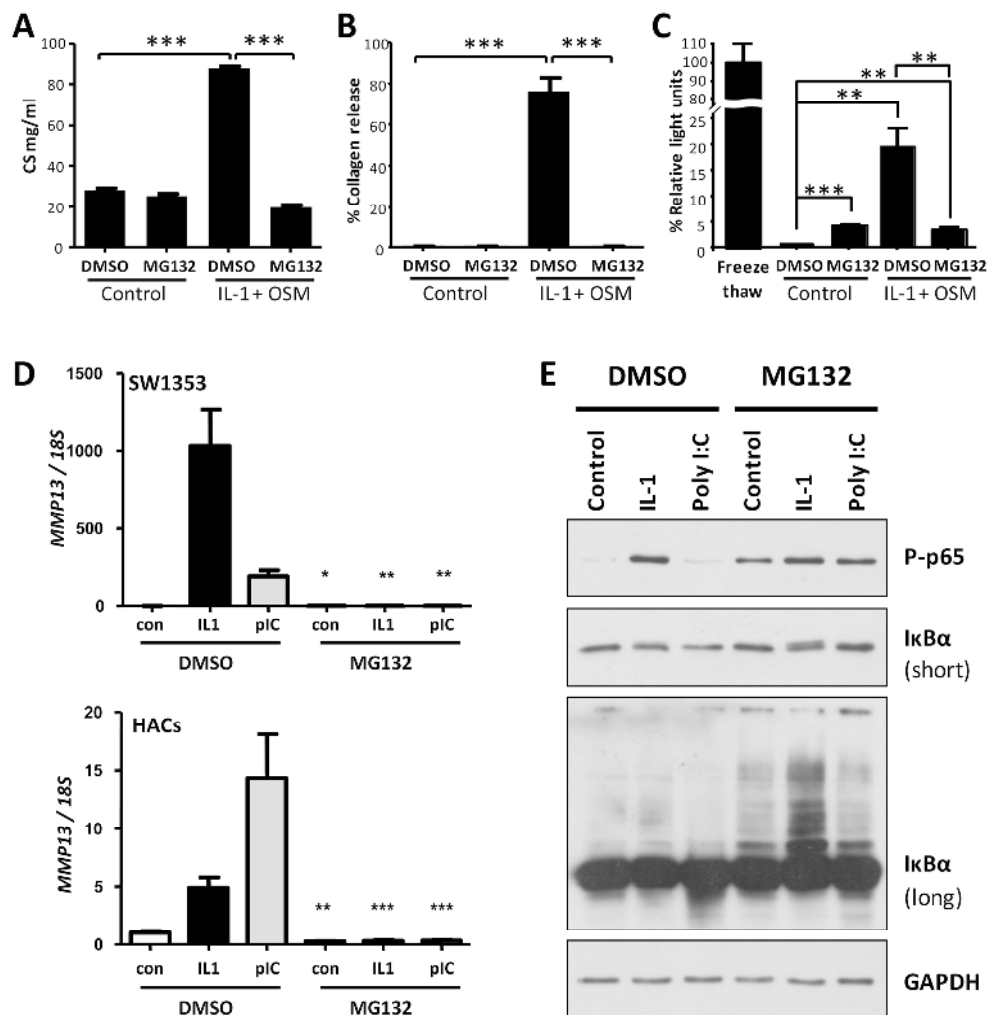 A
CS mg/ml
100
80
60
40
20
0
***
***
DMSO MG132 DMSO MG132
Control IL-1+ OSM
B
% Collagen release
100
80
60
40
20
0
***
***
DMSO MG132 DMSO MG132
Control IL-1+ OSM
C
% Relative light units
110
100
90
80
20
15
10
5
0
**
**
**
***
Freeze DMSO MG132 DMSO MG132
thaw Control IL-1 + OSM
D
SW1353
MMP13 / 18S
1500
1000
500
0
* ** **
con IL1 pIC con IL1 pIC
DMSO MG132
HACs
MMP13 / 18S
20
15
10
5
0
** *** ***
con IL1 pIC con IL1 pIC
DMSO MG132
E
DMSO MG132
Control IL-1 Poly I:C Control IL-1 Poly I:C
P-p65
IκBα
(short)
IκBα
(long)
GAPDH